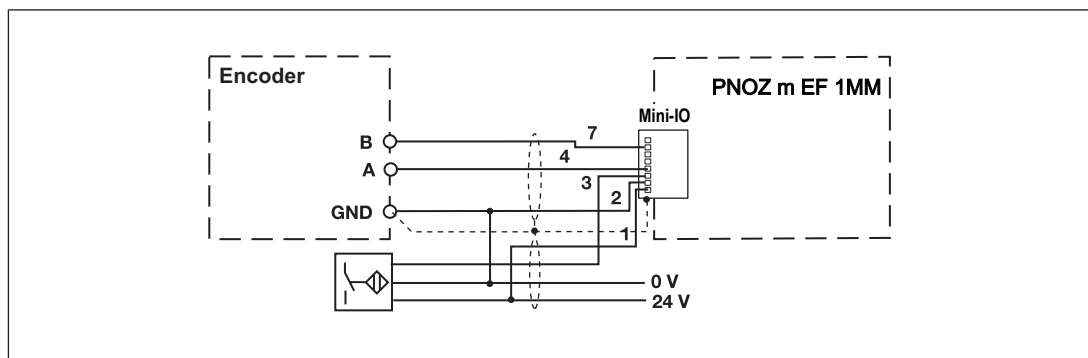 Encoder
PNOZ m EF 1MM
Mini-IO
B
7
A
4
3
GND
2
1
0 V
24 V